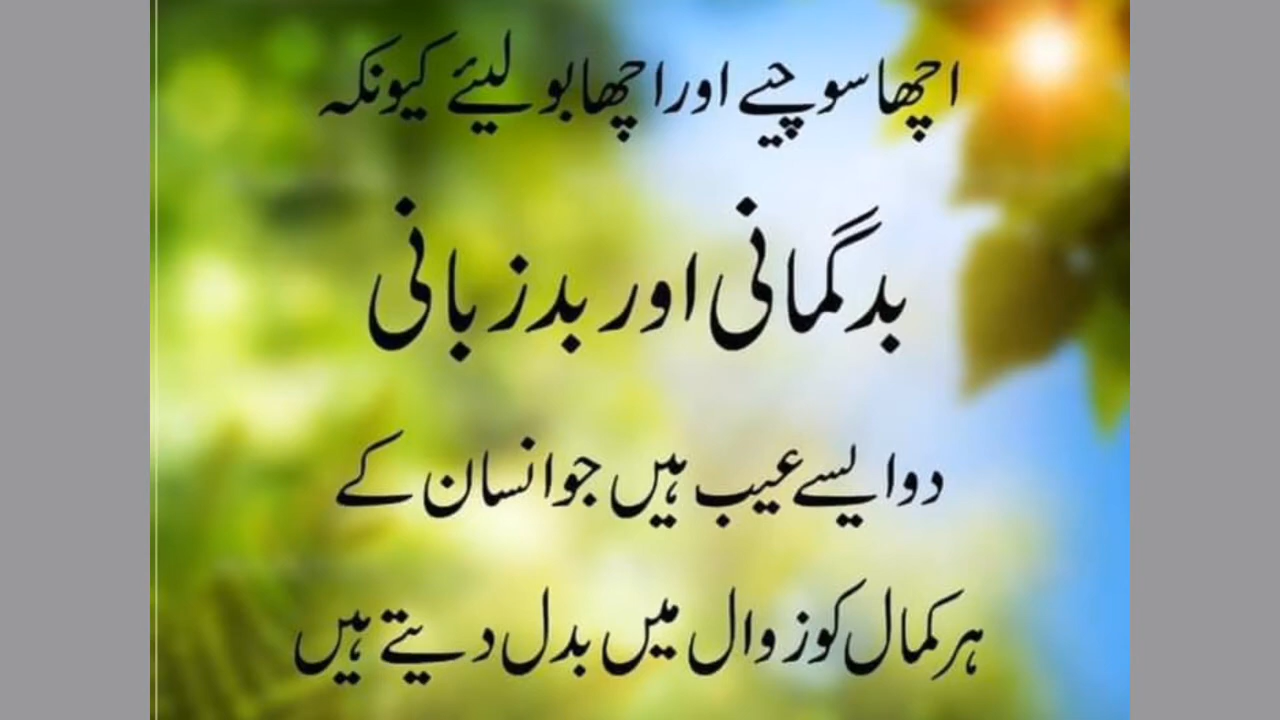 اچھا سوچیے اور اچھا بولیئے کیونکہ
بدگمانی اور بدزبانی
دو ایسے عیب ہیں جو انسان کے
ہر کمال کو زوال میں بدل دیتے ہیں